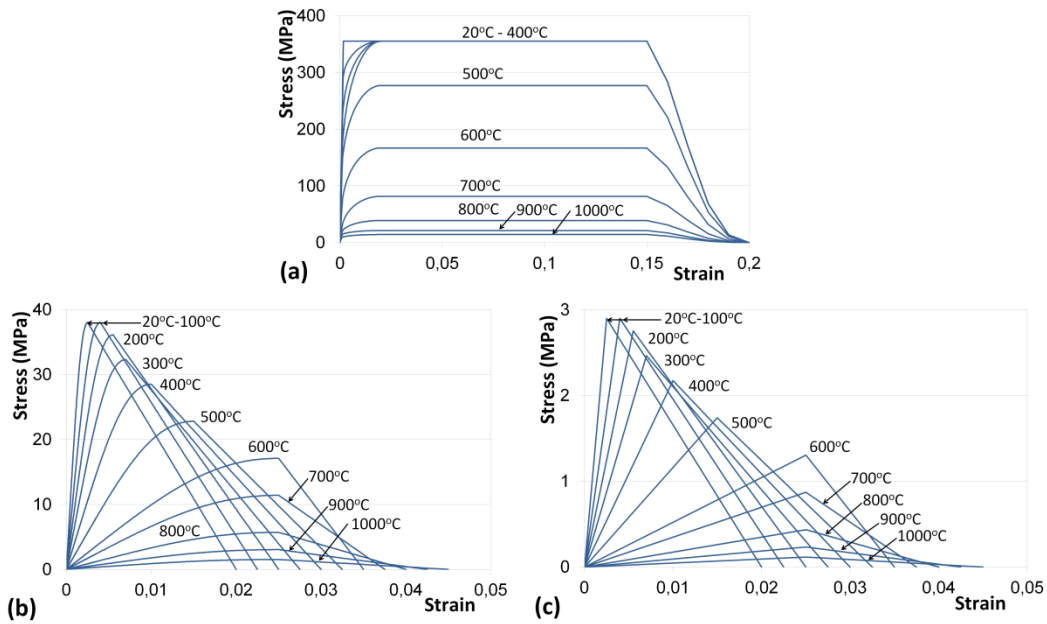 Stress (MPa)
400
300
200
100
0
20°C - 400°C
500°C
600°C
700°C
800°C 900°C 1000°C
0 0,05 0,1 0,15 0,2
Strain
(a)
Stress (MPa)
40
30
20
10
0
20°C-100°C
200°C
300°C
400°C
500°C
600°C
700°C
800°C
900°C
1000°C
0,00 0,01 0,02 0,03 0,04 0,05
Strain
(b)
Stress (MPa)
3
2
1
0
20°C-100°C
200°C
300°C
400°C
500°C
600°C
700°C
800°C
900°C
1000°C
0,00 0,01 0,02 0,03 0,04 0,05
Strain
(c)